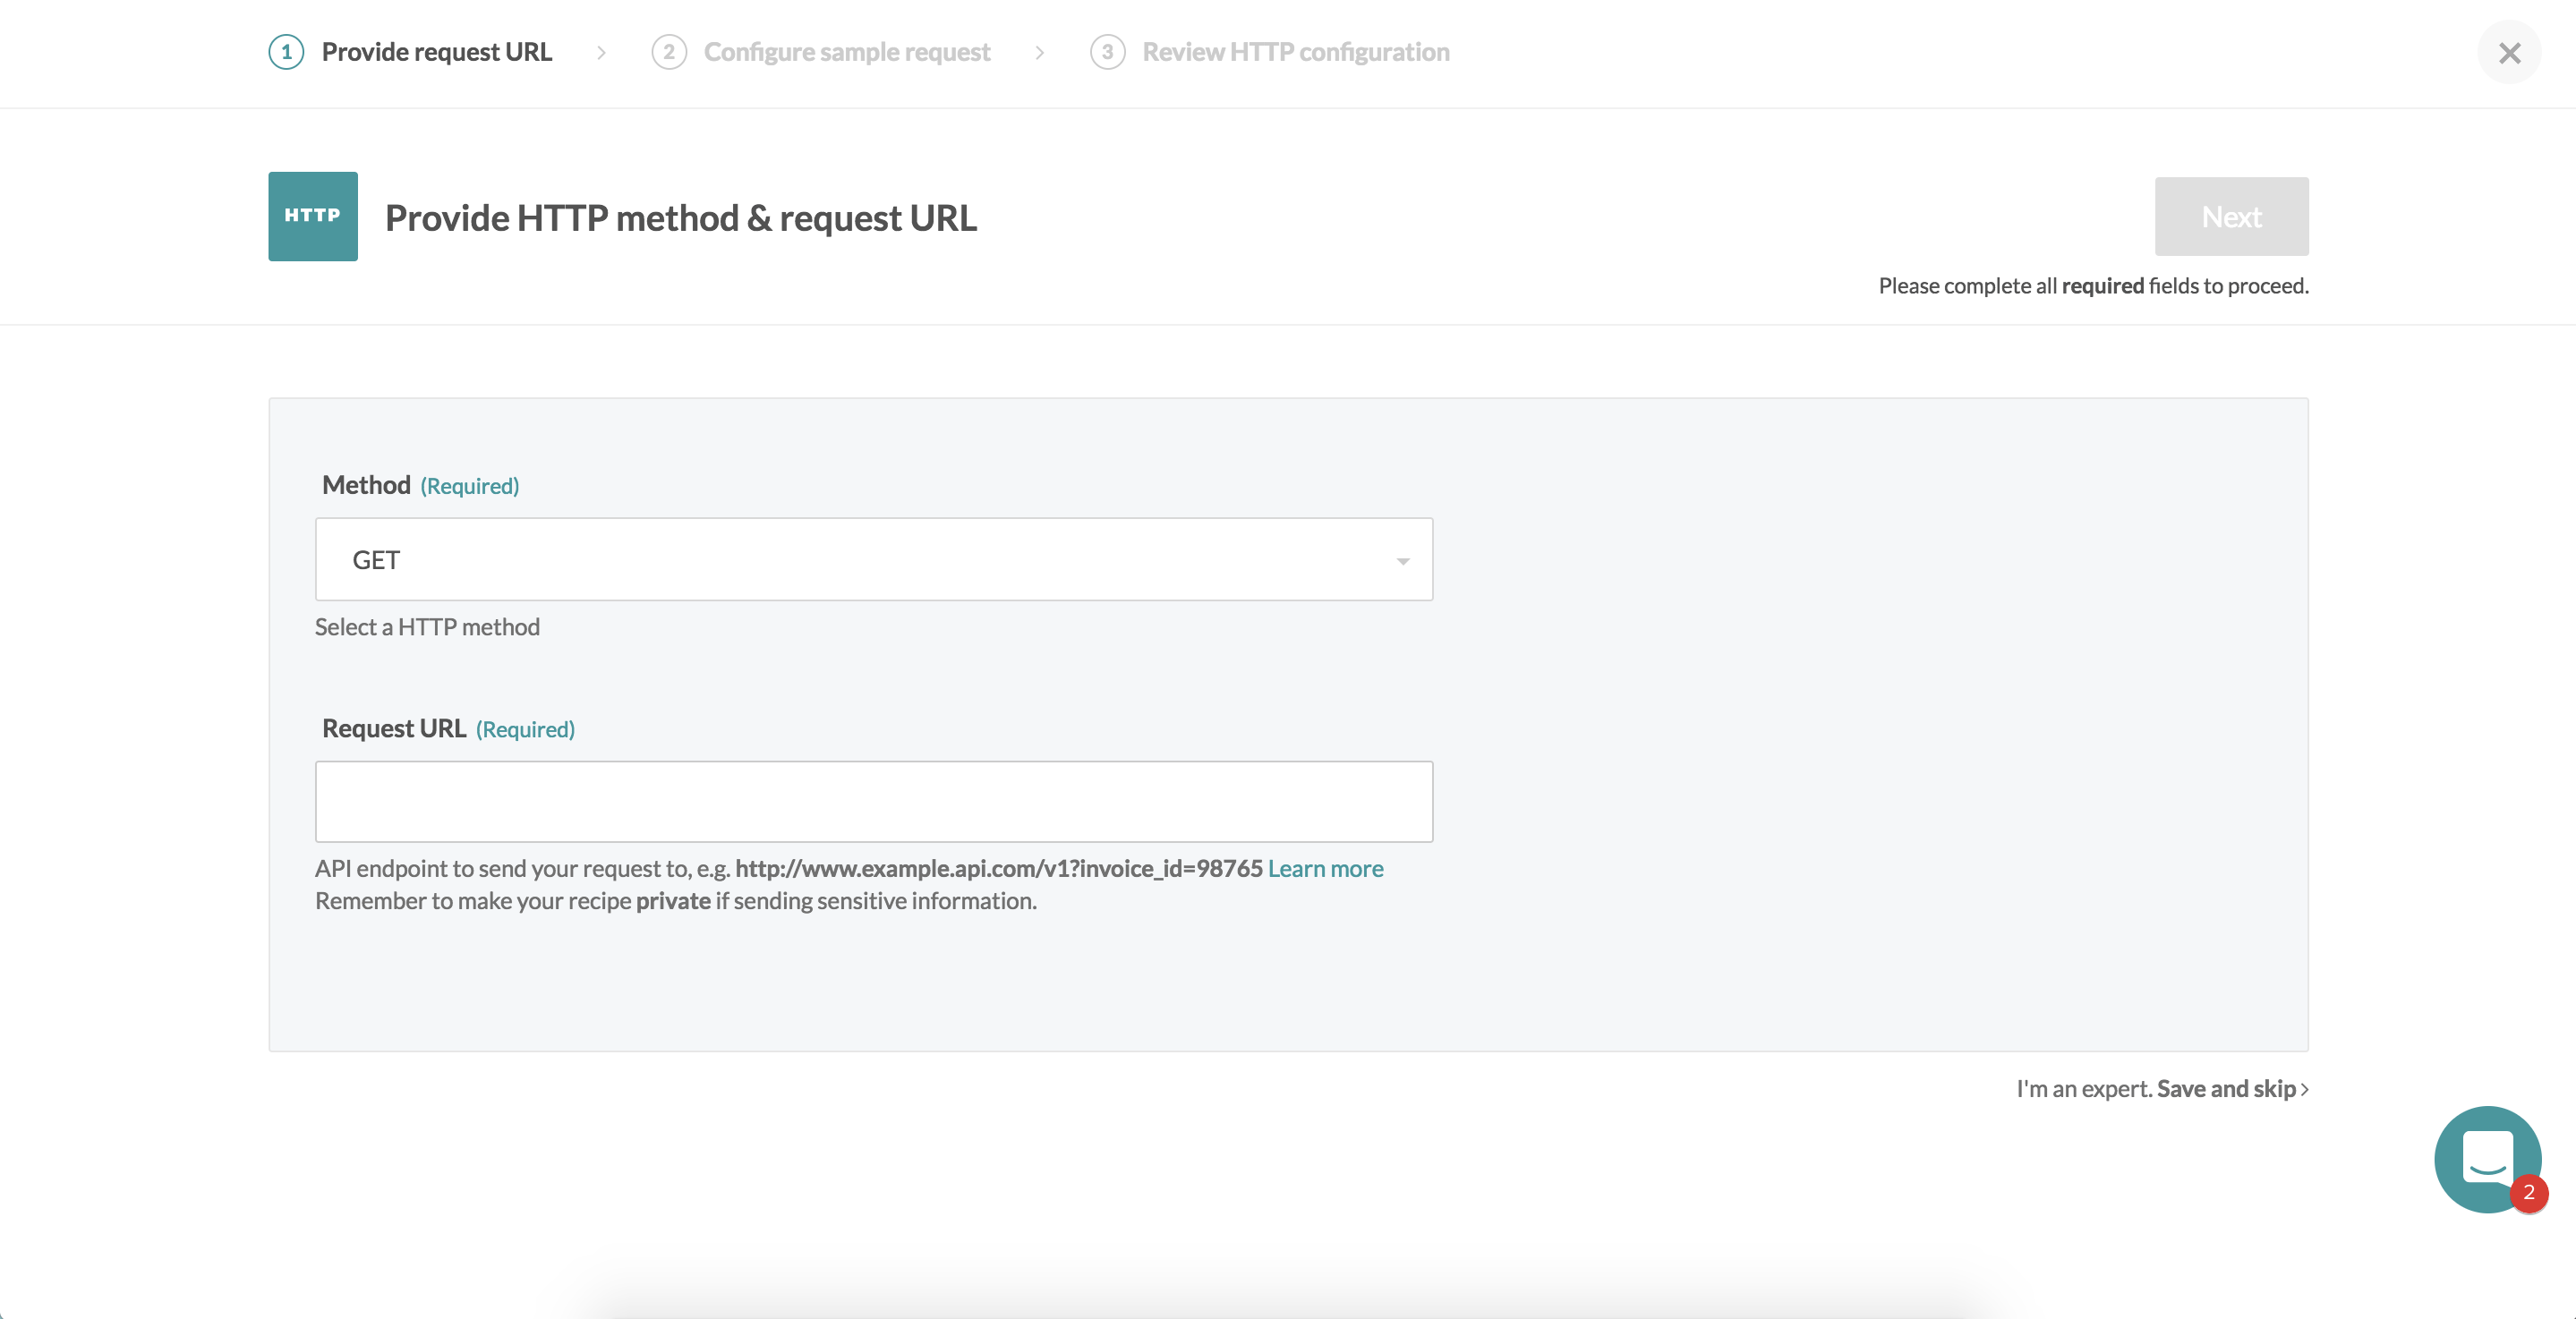 1 Provide request URL > 2 Configure sample request > 3 Review HTTP configuration
HTTP
Provide HTTP method & request URL
Next
Please complete all required fields to proceed.
Method (Required)
GET
Select a HTTP method
Request URL (Required)
API endpoint to send your request to, e.g. http://www.example.api.com/v1?invoice_id=98765 Learn more
Remember to make your recipe private if sending sensitive information.
I'm an expert. Save and skip >
2